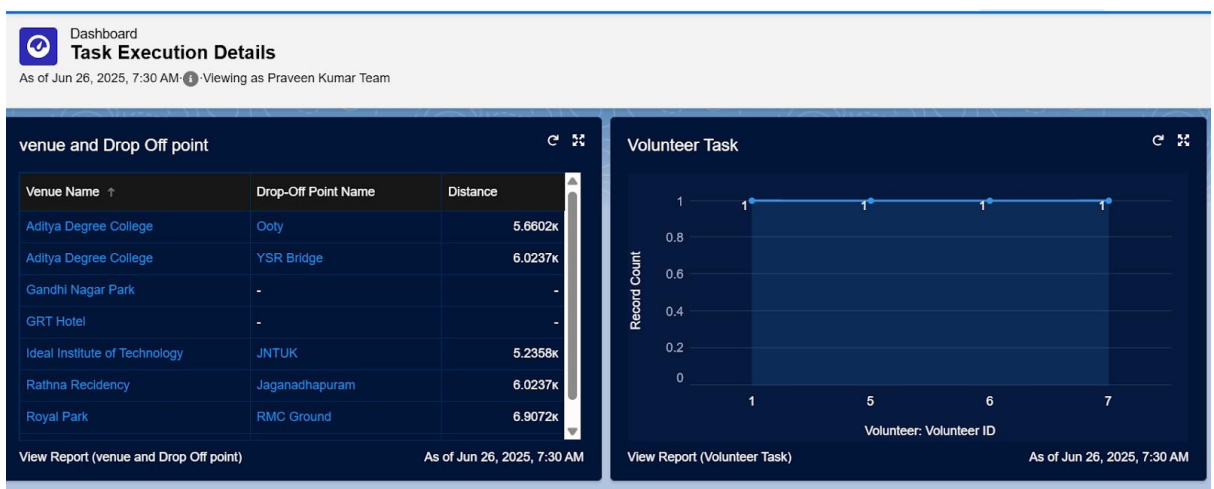 Dashboard
Task Execution Details
As of Jun 26, 2025, 7:30 AM·Viewing as Praveen Kumar Team
venue and Drop Off point
Venue Name ↑ Drop-Off Point Name Distance
Aditya Degree College Ooty 5.6602K
Aditya Degree College YSR Bridge 6.0237K
Gandhi Nagar Park - -
GRT Hotel - -
Ideal Institute of Technology JNTUK 5.2358K
Rathna Recidency Jaganadhapuram 6.0237K
Royal Park RMC Ground 6.9072K
View Report (venue and Drop Off point) As of Jun 26, 2025, 7:30 AM
Volunteer Task
Record Count
1
0.8
0.6
0.4
0.2
0
1 1 1 1
1 5 6 7
Volunteer: Volunteer ID
View Report (Volunteer Task) As of Jun 26, 2025, 7:30 AM